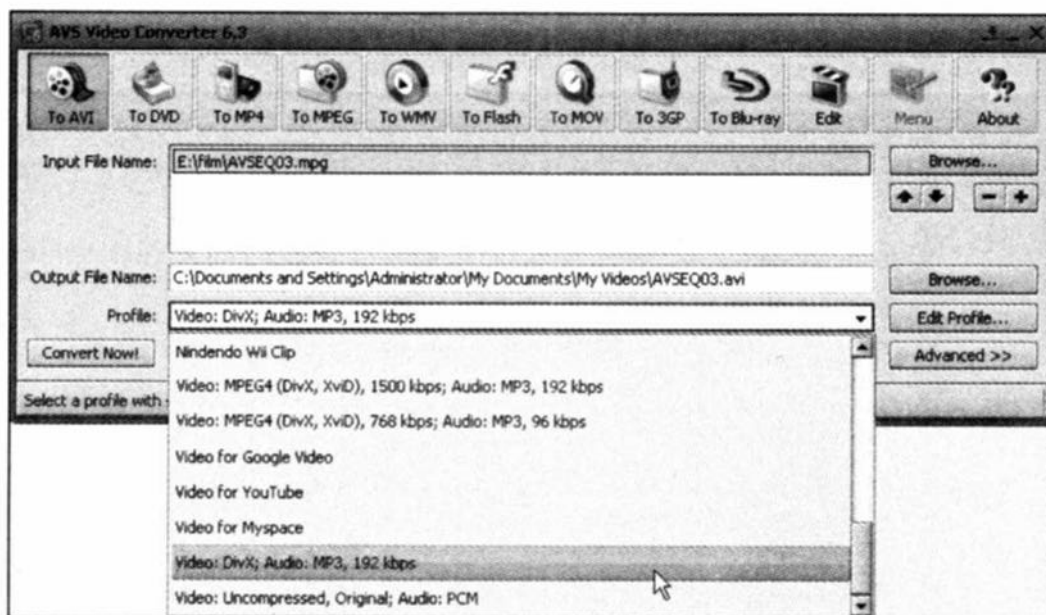 AVS Video Converter 6.3
To AVI To DVD To MP4 To MPEG To WMV To Flash To MOV To 3GP To Blu-ray Edit Menu About
Input File Name: E:\film\AVSEQ03.mpg Browse...
Output File Name: C:\Documents and Settings\Administrator\My Documents\My Videos\AVSEQ03.avi Browse...
Profile: Video: DivX; Audio: MP3, 192 kbps Edit Profile...
Convert Now! Advanced >>
Nindendo Wii Clip
Video: MPEG4 (DivX, XviD), 1500 kbps; Audio: MP3, 192 kbps
Select a profile with
Video: MPEG4 (DivX, XviD), 768 kbps; Audio: MP3, 96 kbps
Video for Google Video
Video for YouTube
Video for Myspace
Video: DivX; Audio: MP3, 192 kbps
Video: Uncompressed, Original; Audio: PCM